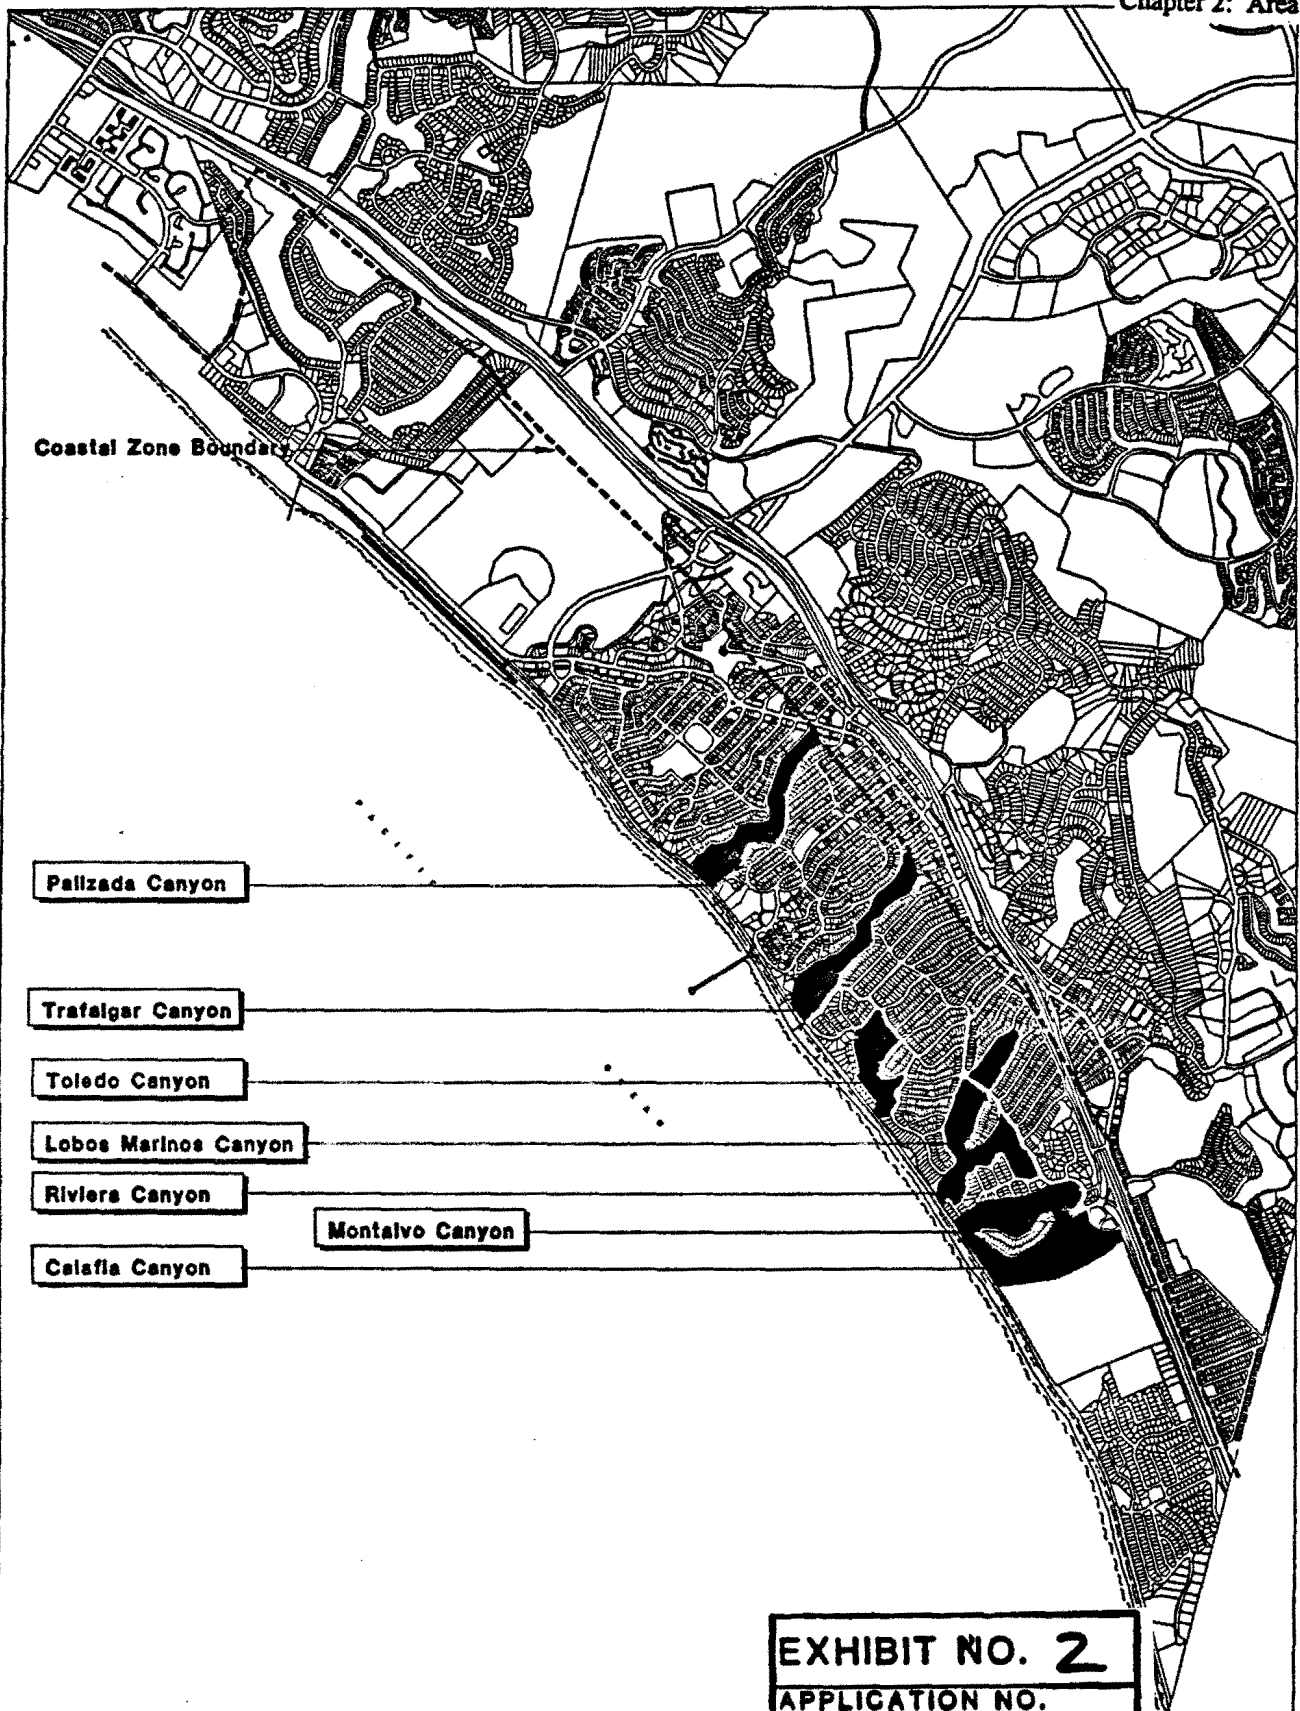 Chapter 2: Area
Coastal Zone Boundary
Palizada Canyon
Trafalgar Canyon
Toledo Canyon
Lobos Marinos Canyon
Riviera Canyon
Montalvo Canyon
Calafia Canyon
EXHIBIT NO. 2
APPLICATION NO.